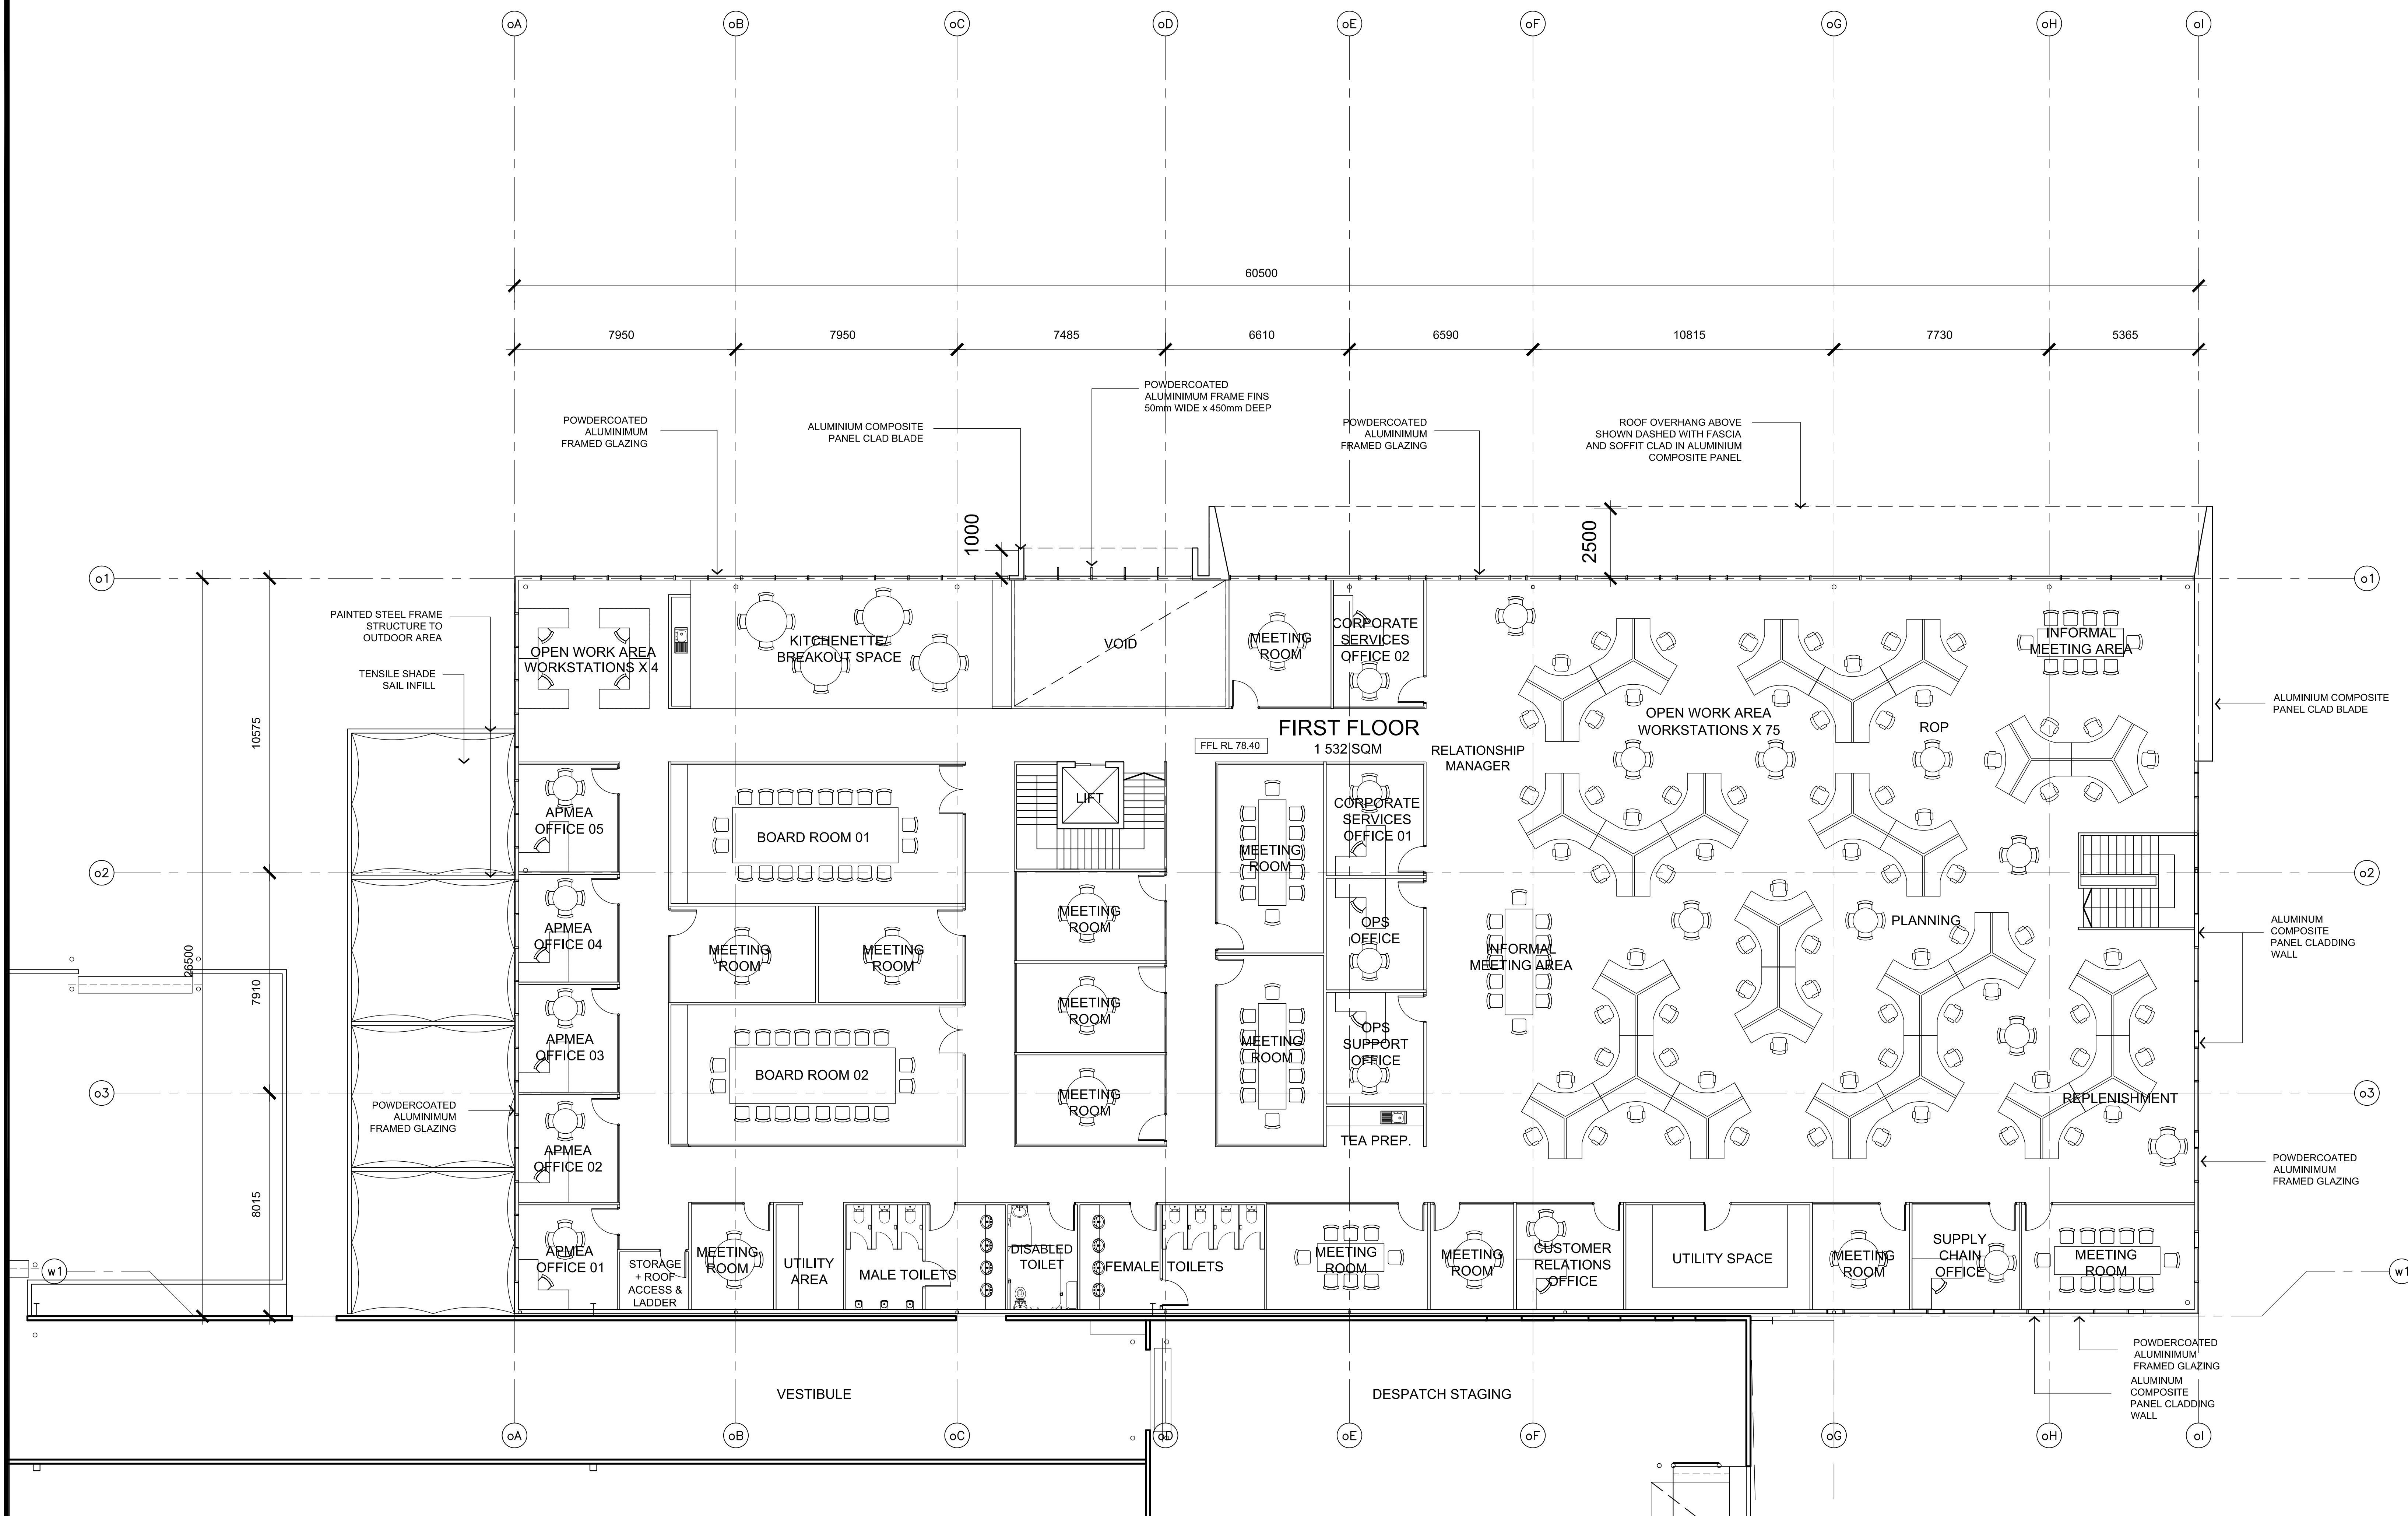 oA
oB
oC
oD
oE
oF
oG
oH
oI
60500
7950
7950
7485
6610
6590
10815
7730
5365
POWDERCOATED
ALUMINIMUM FRAME FINS
50mm WIDE x 450mm DEEP
POWDERCOATED
ALUMINIMUM
FRAMED GLAZING
ALUMINIUM COMPOSITE
PANEL CLAD BLADE
POWDERCOATED
ALUMINIMUM
FRAMED GLAZING
ROOF OVERHANG ABOVE
SHOWN DASHED WITH FASCIA
AND SOFFIT CLAD IN ALUMINIUM
COMPOSITE PANEL
1000
2500
o1
o1
PAINTED STEEL FRAME
STRUCTURE TO
OUTDOOR AREA
TENSILE SHADE
SAIL INFILL
OPEN WORK AREA
WORKSTATIONS X 4
KITCHENETTE/
BREAKOUT SPACE
VOID
MEETING
ROOM
CORPORATE
SERVICES
OFFICE 02
INFORMAL
MEETING AREA
ALUMINIUM COMPOSITE
PANEL CLAD BLADE
10575
FIRST FLOOR
1 532 SQM
FFL RL 78.40
RELATIONSHIP
MANAGER
OPEN WORK AREA
WORKSTATIONS X 75
ROP
APMEA
OFFICE 05
BOARD ROOM 01
LIFT
MEETING
ROOM
CORPORATE
SERVICES
OFFICE 01
o2
o2
APMEA
OFFICE 04
MEETING
ROOM
MEETING
ROOM
MEETING
ROOM
OPS
OFFICE
INFORMAL
MEETING AREA
PLANNING
ALUMINUM
COMPOSITE
PANEL CLADDING
WALL
26500
7910
APMEA
OFFICE 03
BOARD ROOM 02
MEETING
ROOM
MEETING
ROOM
OPS
SUPPORT
OFFICE
o3
o3
POWDERCOATED
ALUMINIMUM
FRAMED GLAZING
MEETING
ROOM
REPLENISHMENT
TEA PREP.
APMEA
OFFICE 02
POWDERCOATED
ALUMINIMUM
FRAMED GLAZING
8015
APMEA
OFFICE 01
STORAGE
+ ROOF
ACCESS &
LADDER
MEETING
ROOM
UTILITY
AREA
MALE TOILETS
DISABLED
TOILET
FEMALE TOILETS
MEETING
ROOM
MEETING
ROOM
CUSTOMER
RELATIONS
OFFICE
UTILITY SPACE
MEETING
ROOM
SUPPLY
CHAIN
OFFICE
MEETING
ROOM
w1
w1
POWDERCOATED
ALUMINIMUM
FRAMED GLAZING
ALUMINUM
COMPOSITE
PANEL CLADDING
WALL
VESTIBULE
DESPATCH STAGING
oA
oB
oC
oD
oE
oF
oG
oH
oI